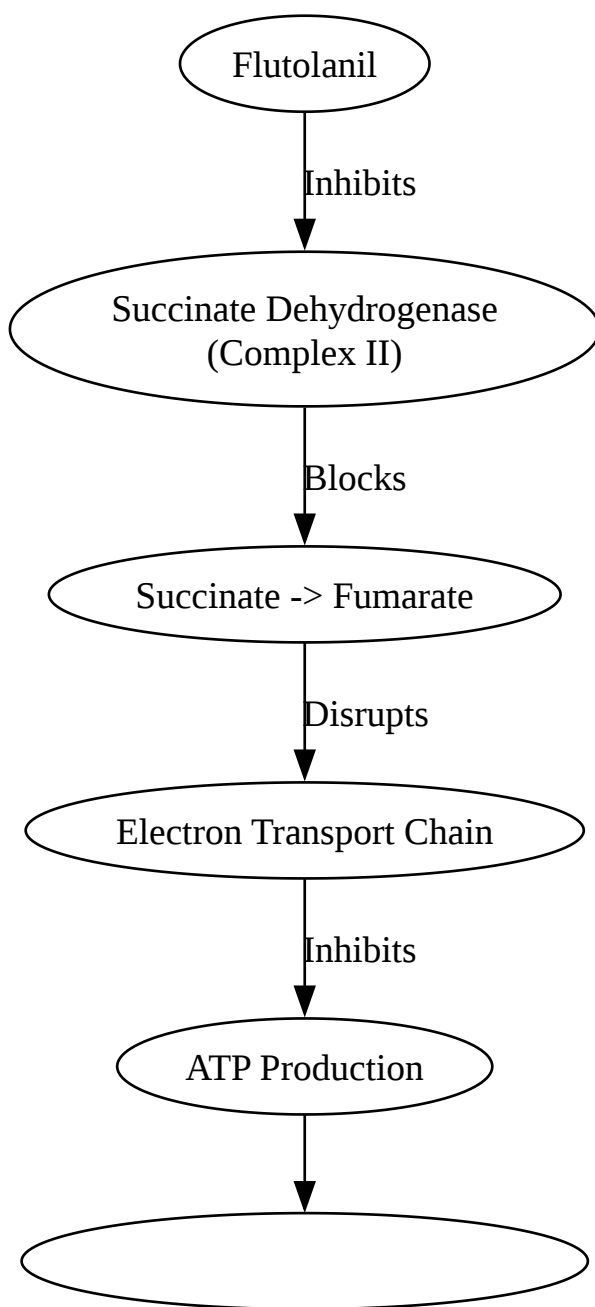 Flutolanil
Inhibits
Succinate Dehydrogenase
(Complex II)
Blocks
Succinate -> Fumarate
Disrupts
Electron Transport Chain
Inhibits
ATP Production